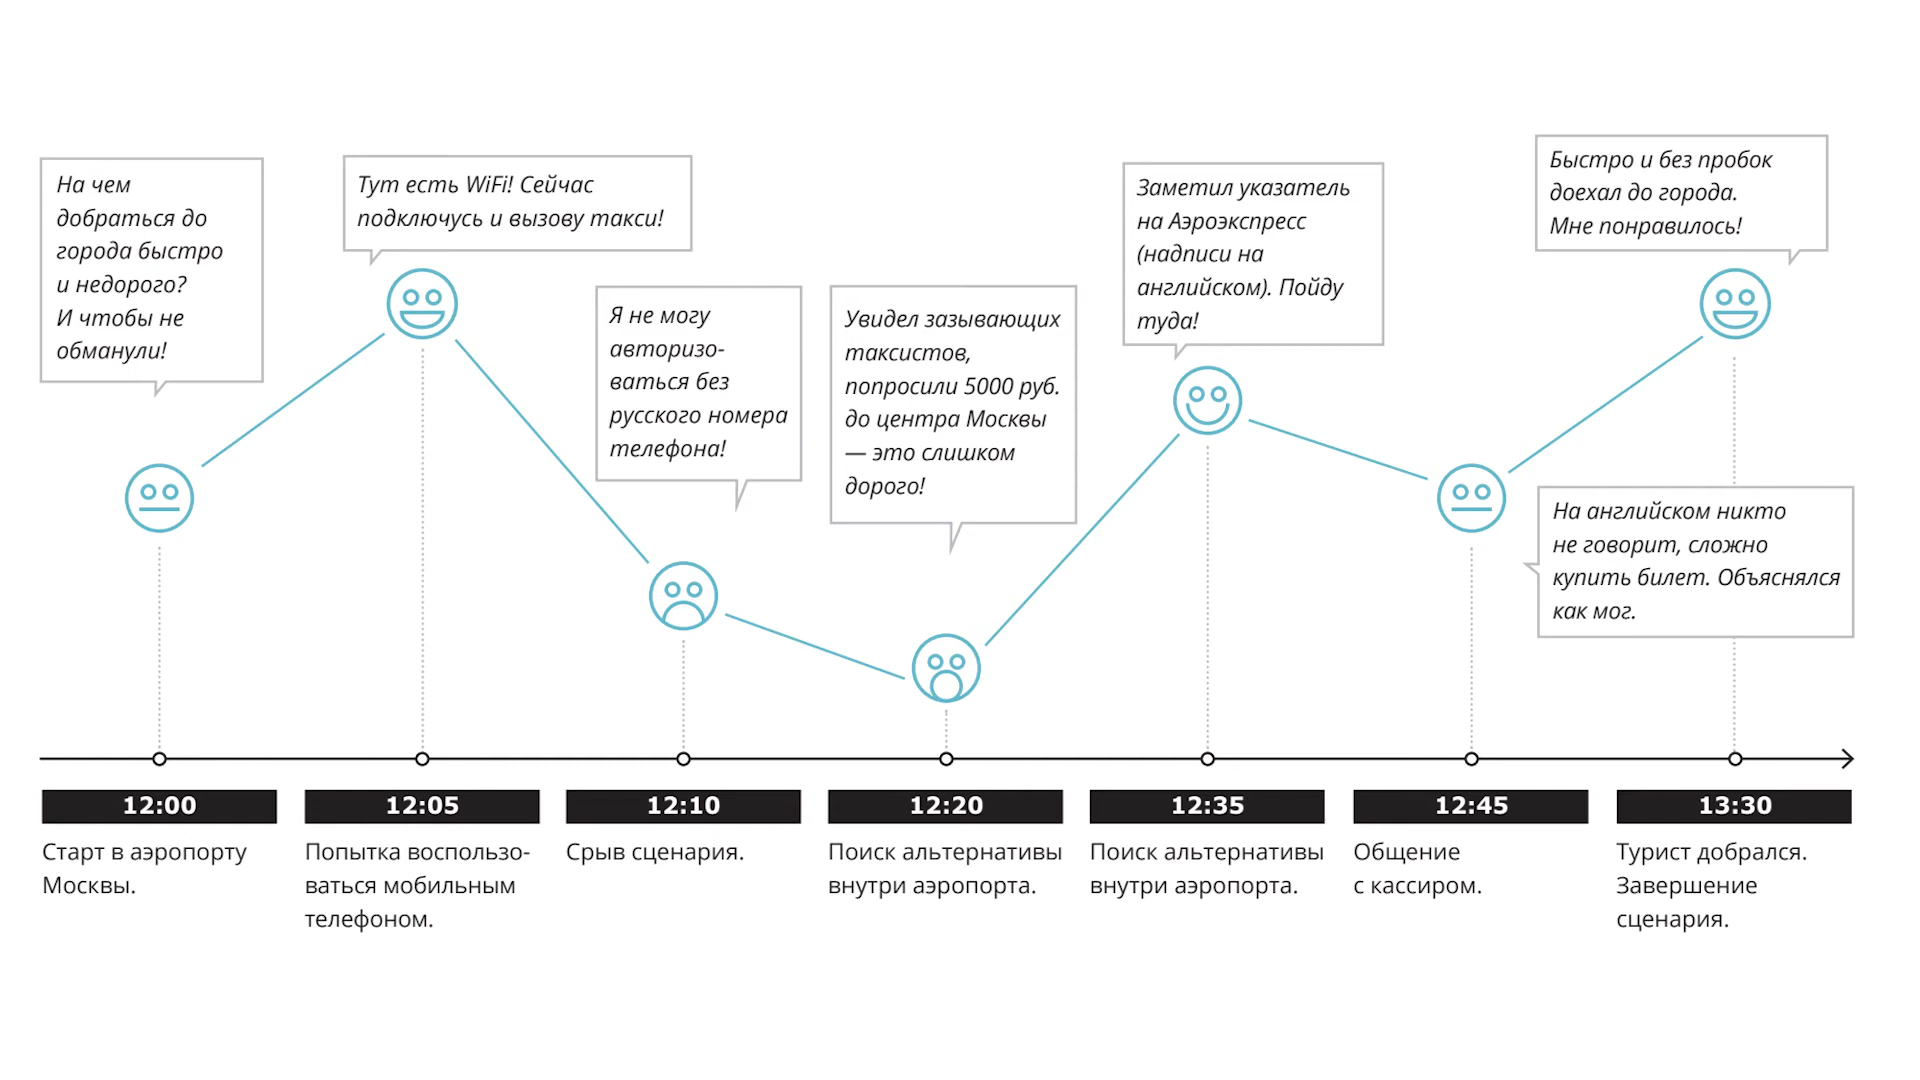 На чем
добраться до
города быстро
и недорого?
И чтобы не
обманули!
Тут есть WiFi! Сейчас
подключусь и вызову такси!
Я не могу
авторизо-
ваться без
русского номера
телефона!
Увидел зазывающих
таксистов,
попросили 5000 руб.
до центра Москвы
— это слишком
дорого!
Заметил указатель
на Аэроэкспресс
(надписи на
английском). Пойду
туда!
На английском никто
не говорит, сложно
купить билет. Объяснялся
как мог.
Быстро и без пробок
доехал до города.
Мне понравилось!
12:00
Старт в аэропорту
Москвы.
12:05
Попытка воспользо-
ваться мобильным
телефоном.
12:10
Срыв сценария.
12:20
Поиск альтернативы
внутри аэропорта.
12:35
Поиск альтернативы
внутри аэропорта.
12:45
Общение
с кассиром.
13:30
Турист добрался.
Завершение
сценария.